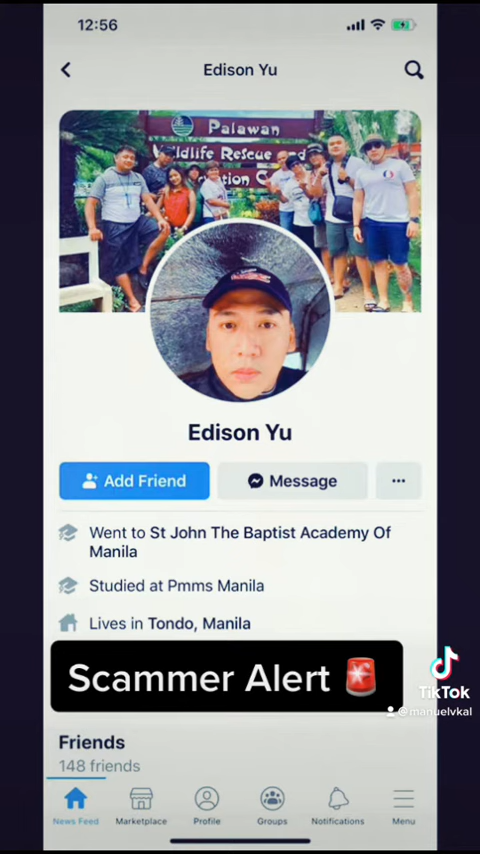 12:56
Edison Yu
Palawan
Wildlife Rescue and
Edison Yu
Add Friend
Message
Went to St John The Baptist Academy Of
Manila
Studied at Pmms Manila
Lives in Tondo, Manila
Scammer Alert 🚨
TikTok
@manuelvkal
Friends
148 friends
News Feed
Marketplace
Profile
Groups
Notifications
Menu